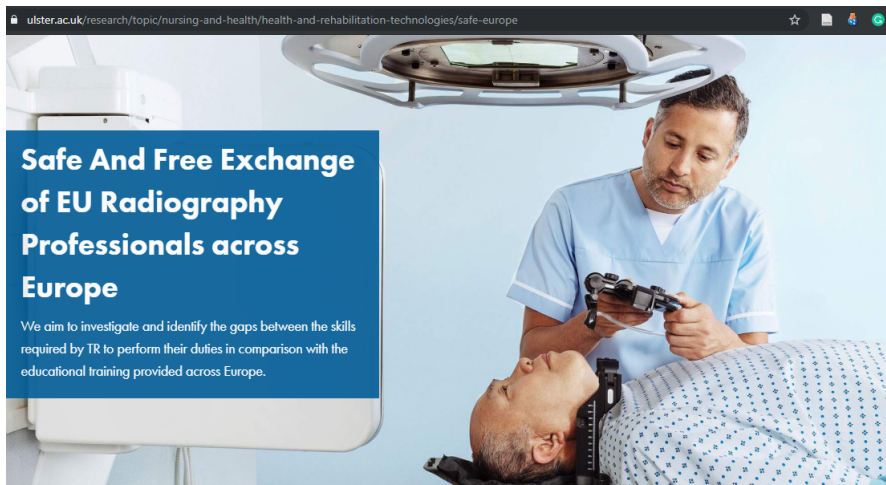 ulster.ac.uk/research/topic/nursing-and-health/health-and-rehabilitation-technologies/safe-europe
Safe And Free Exchange
of EU Radiography
Professionals across
Europe
We aim to investigate and identify the gaps between the skills
required by TR to perform their duties in comparison with the
educational training provided across Europe.